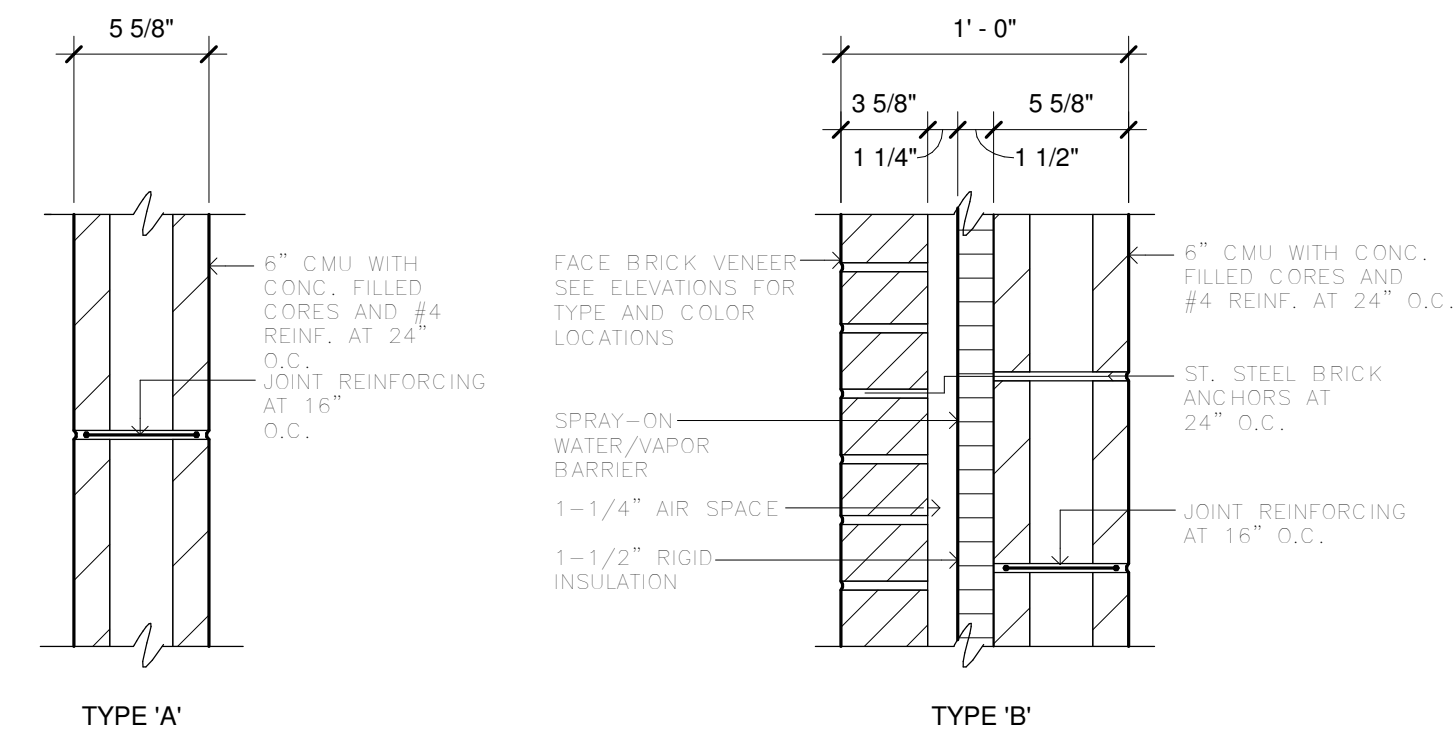 5 5/8"
6" CMU WITH
CONC. FILLED
CORES AND #4
REINF. AT 24"
O.C.
JOINT REINFORCING
AT 16"
O.C.
TYPE 'A'
1' - 0"
3 5/8"
5 5/8"
1 1/4"
1 1/2"
FACE BRICK VENEER
SEE ELEVATIONS FOR
TYPE AND COLOR
LOCATIONS
SPRAY-ON
WATER/VAPOR
BARRIER
1-1/4" AIR SPACE
1-1/2" RIGID
INSULATION
6" CMU WITH CONC.
FILLED CORES AND
#4 REINF. AT 24" O.C.
ST. STEEL BRICK
ANCHORS AT
24" O.C.
JOINT REINFORCING
AT 16" O.C.
TYPE 'B'